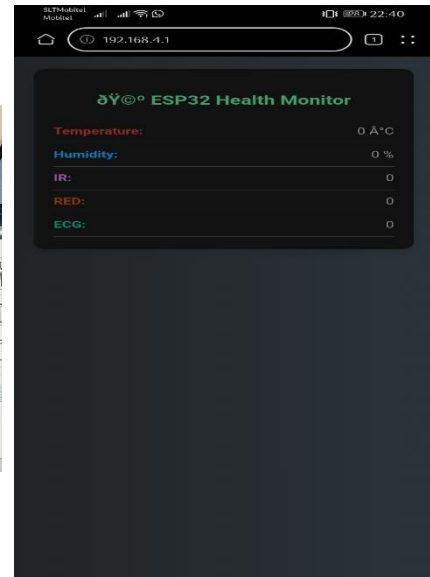 SLTMobitel
Mobitel
22:40
192.168.4.1
1
ðŸ©º ESP32 Health Monitor
Temperature: 0 Â°C
Humidity: 0 %
IR: 0
RED: 0
ECG: 0